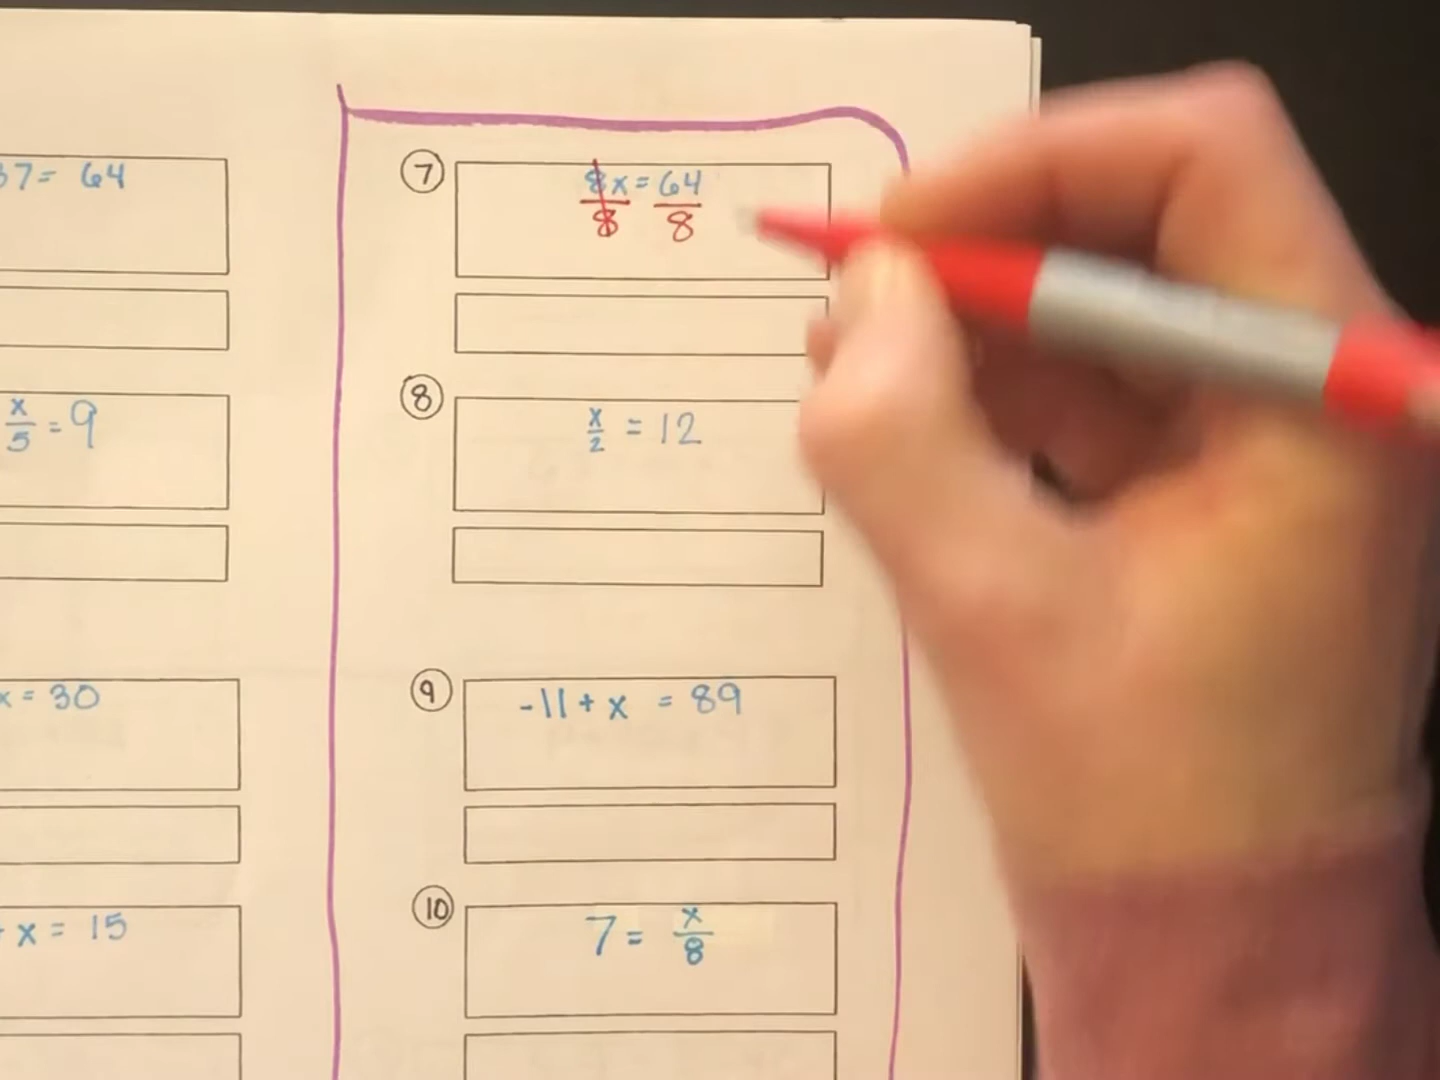 37 = 64
x/5 = 9
x = 30
x = 15
7
8x = 64
8 8
8
x/2 = 12
9
-11 + x = 89
10
7 = x/8